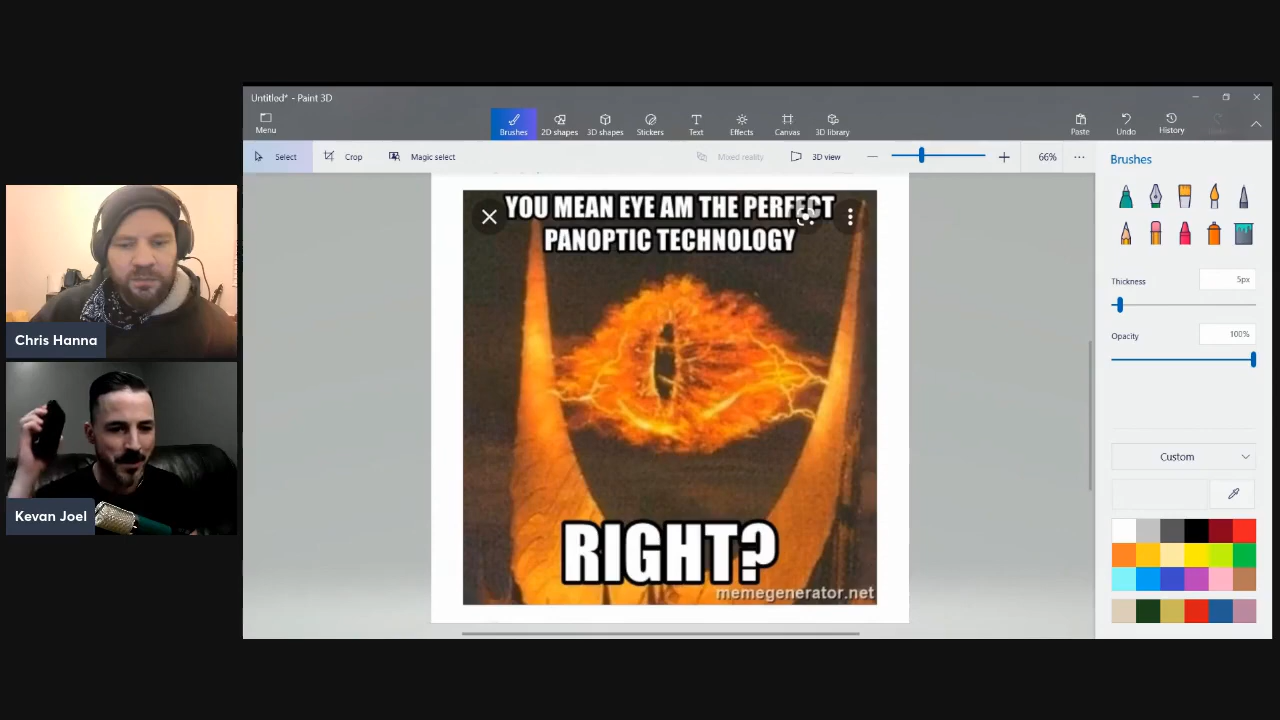 Untitled* - Paint 3D
Menu
Brushes
2D shapes
3D shapes
Stickers
Text
Effects
Canvas
3D library
Paste
Undo
History
Select
Crop
Magic select
Mixed reality
3D view
66%
Brushes
Thickness
5px
Opacity
100%
Custom
YOU MEAN EYE AM THE PERFECT
PANOPTIC TECHNOLOGY
RIGHT?
memegenerator.net
Chris Hanna
Kevan Joel